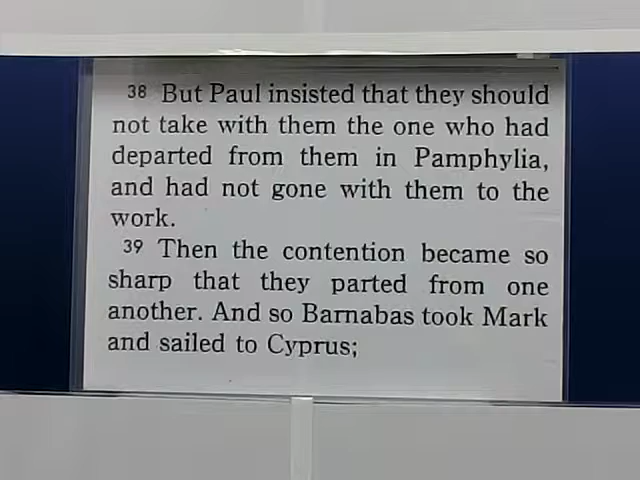 38 But Paul insisted that they should
not take with them the one who had
departed from them in Pamphylia,
and had not gone with them to the
work.
39 Then the contention became so
sharp that they parted from one
another. And so Barnabas took Mark
and sailed to Cyprus;